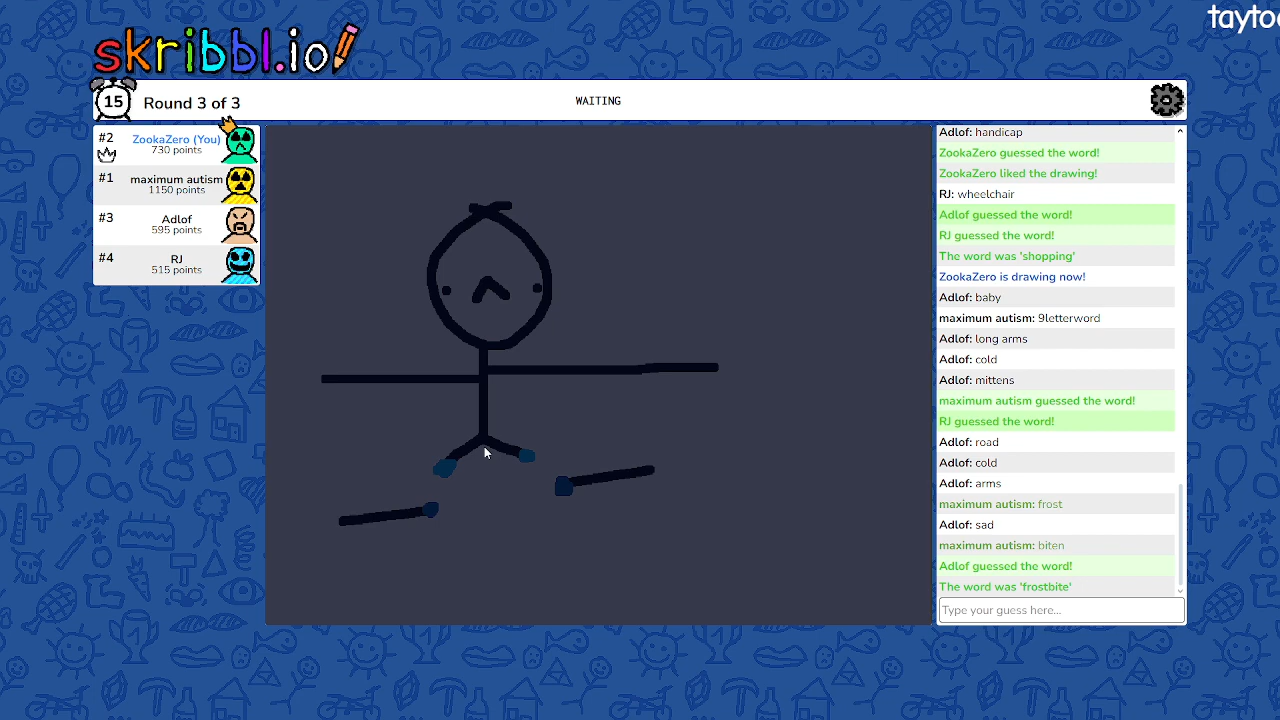 taytoo
skribbl.io
15
Round 3 of 3
WAITING
#2
ZookaZero (You)
730 points
#1
maximum autism
1150 points
#3
Adlof
595 points
#4
RJ
515 points
Adlof: handicap
ZookaZero guessed the word!
ZookaZero liked the drawing!
RJ: wheelchair
Adlof guessed the word!
RJ guessed the word!
The word was 'shopping'
ZookaZero is drawing now!
Adlof: baby
maximum autism: 9letterword
Adlof: long arms
Adlof: cold
Adlof: mittens
maximum autism guessed the word!
RJ guessed the word!
Adlof: road
Adlof: cold
Adlof: arms
maximum autism: frost
Adlof: sad
maximum autism: biten
Adlof guessed the word!
The word was 'frostbite'
Type your guess here...